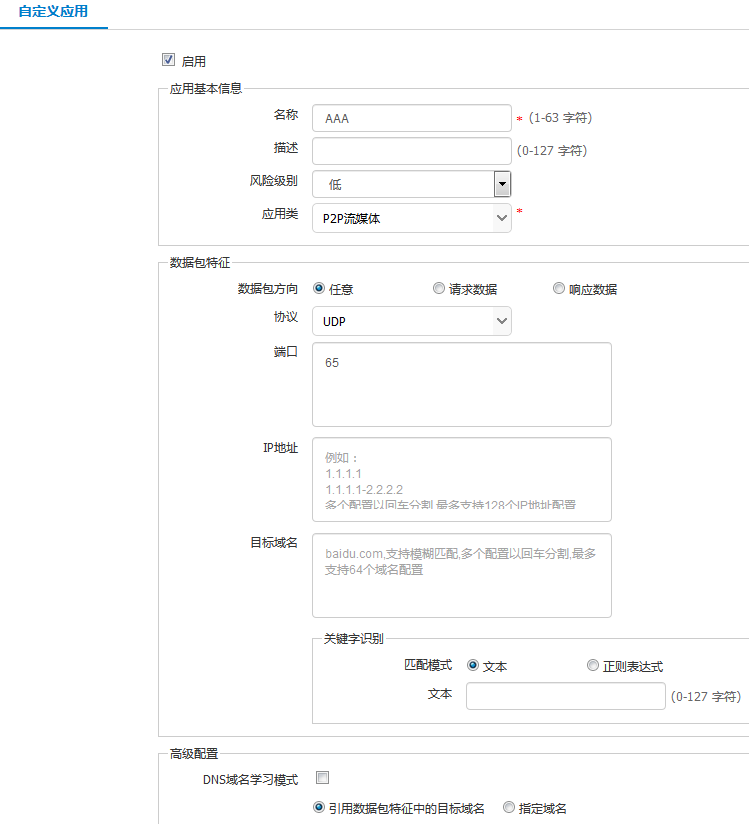 自定义应用
启用
应用基本信息
名称 AAA * (1-63 字符)
描述 (0-127 字符)
风险级别 低
应用类 P2P流媒体 *
数据包特征
数据包方向 任意 请求数据 响应数据
协议 UDP
端口 65
IP地址 例如：
1.1.1.1
1.1.1.1-2.2.2.2
多个配置以回车分割,最多支持128个IP地址配置
目标域名 baidu.com,支持模糊匹配,多个配置以回车分割,最多
支持64个域名配置
关键字识别
匹配模式 文本 正则表达式
文本 (0-127 字符)
高级配置
DNS域名学习模式
引用数据包特征中的目标域名 指定域名